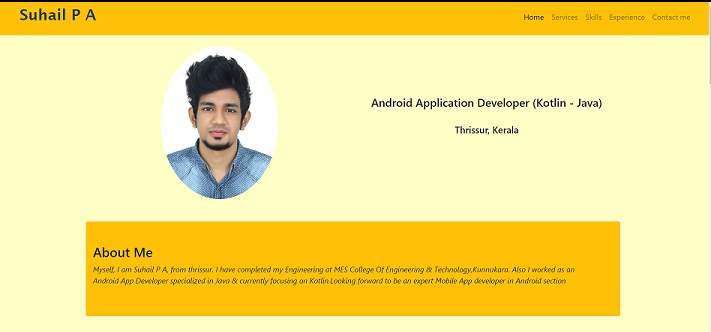 Suhail P A
Home Services Skills Experience Contact me
Android Application Developer (Kotlin - Java)
Thrissur, Kerala
About Me
Myself, I am Suhail P A, from thrissur. I have completed my Engineering at MES College Of Engineering & Technology,Kunnukara. Also I worked as an
Android App Developer specialized in Java & currently focusing on Kotlin.Looking forward to be an expert Mobile App developer in Android section